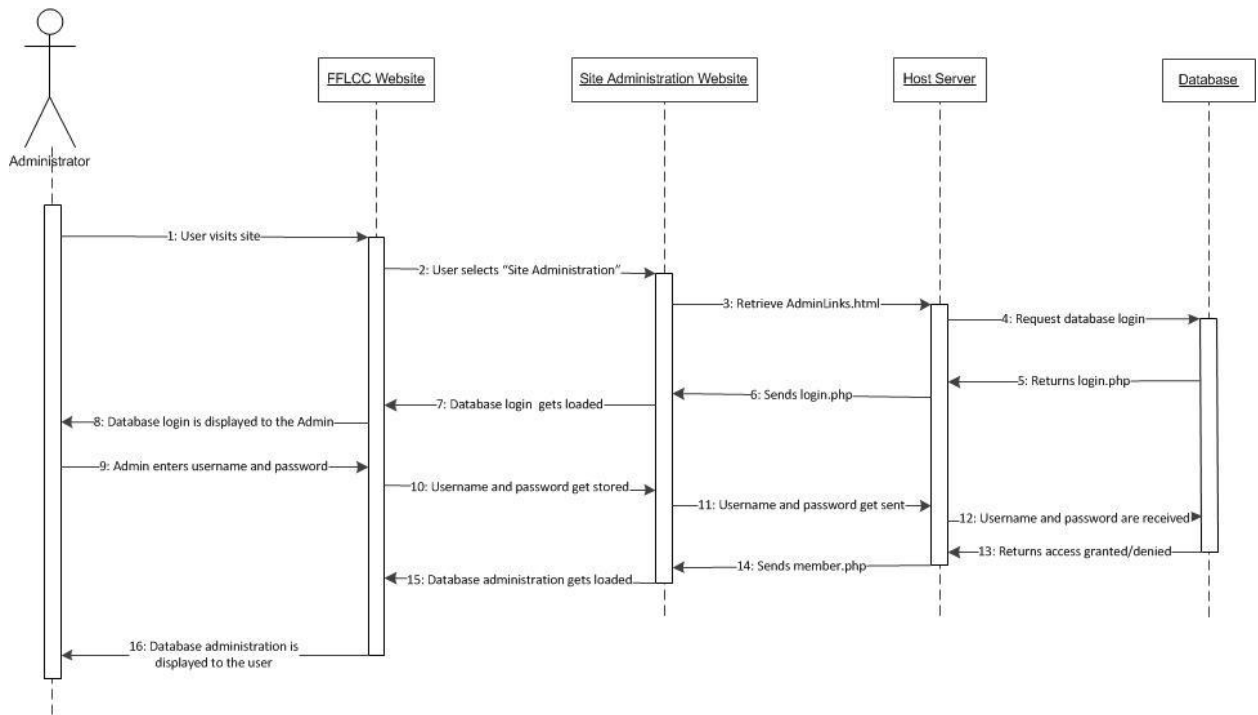 FFLCC Website
Site Administration Website
Host Server
Database
Administrator
1: User visits site
2: User selects “Site Administration”
3: Retrieve AdminLinks.html
4: Request database login
5: Returns login.php
6: Sends login.php
7: Database login gets loaded
8: Database login is displayed to the Admin
9: Admin enters username and password
10: Username and password get stored
11: Username and password get sent
12: Username and password are received
13: Returns access granted/denied
14: Sends member.php
15: Database administration gets loaded
16: Database administration is
displayed to the user